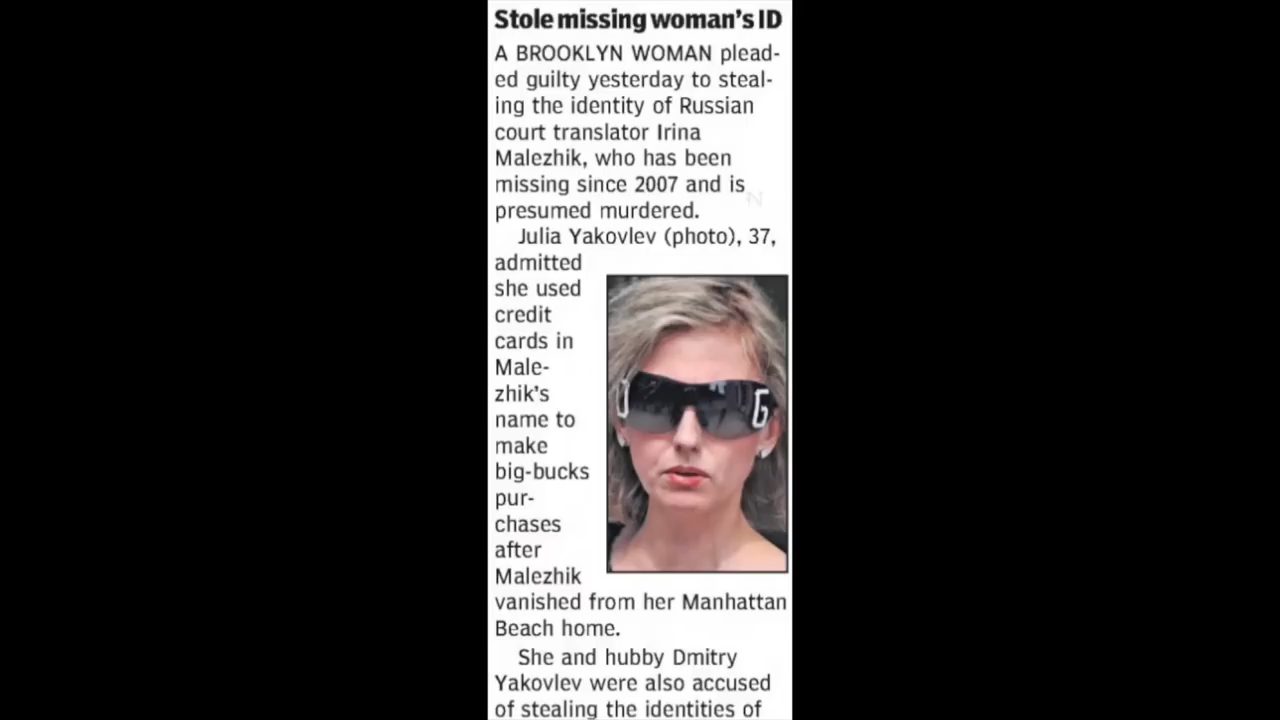 Stole missing woman's ID
A BROOKLYN WOMAN plead-
ed guilty yesterday to steal-
ing the identity of Russian
court translator Irina
Malezhik, who has been
missing since 2007 and is
presumed murdered.
Julia Yakovlev (photo), 37,
admitted
she used
credit
cards in
Male-
zhik's
name to
make
big-bucks
pur-
chases
after
Malezhik
vanished from her Manhattan
Beach home.
She and hubby Dmitry
Yakovlev were also accused
of stealing the identities of
G